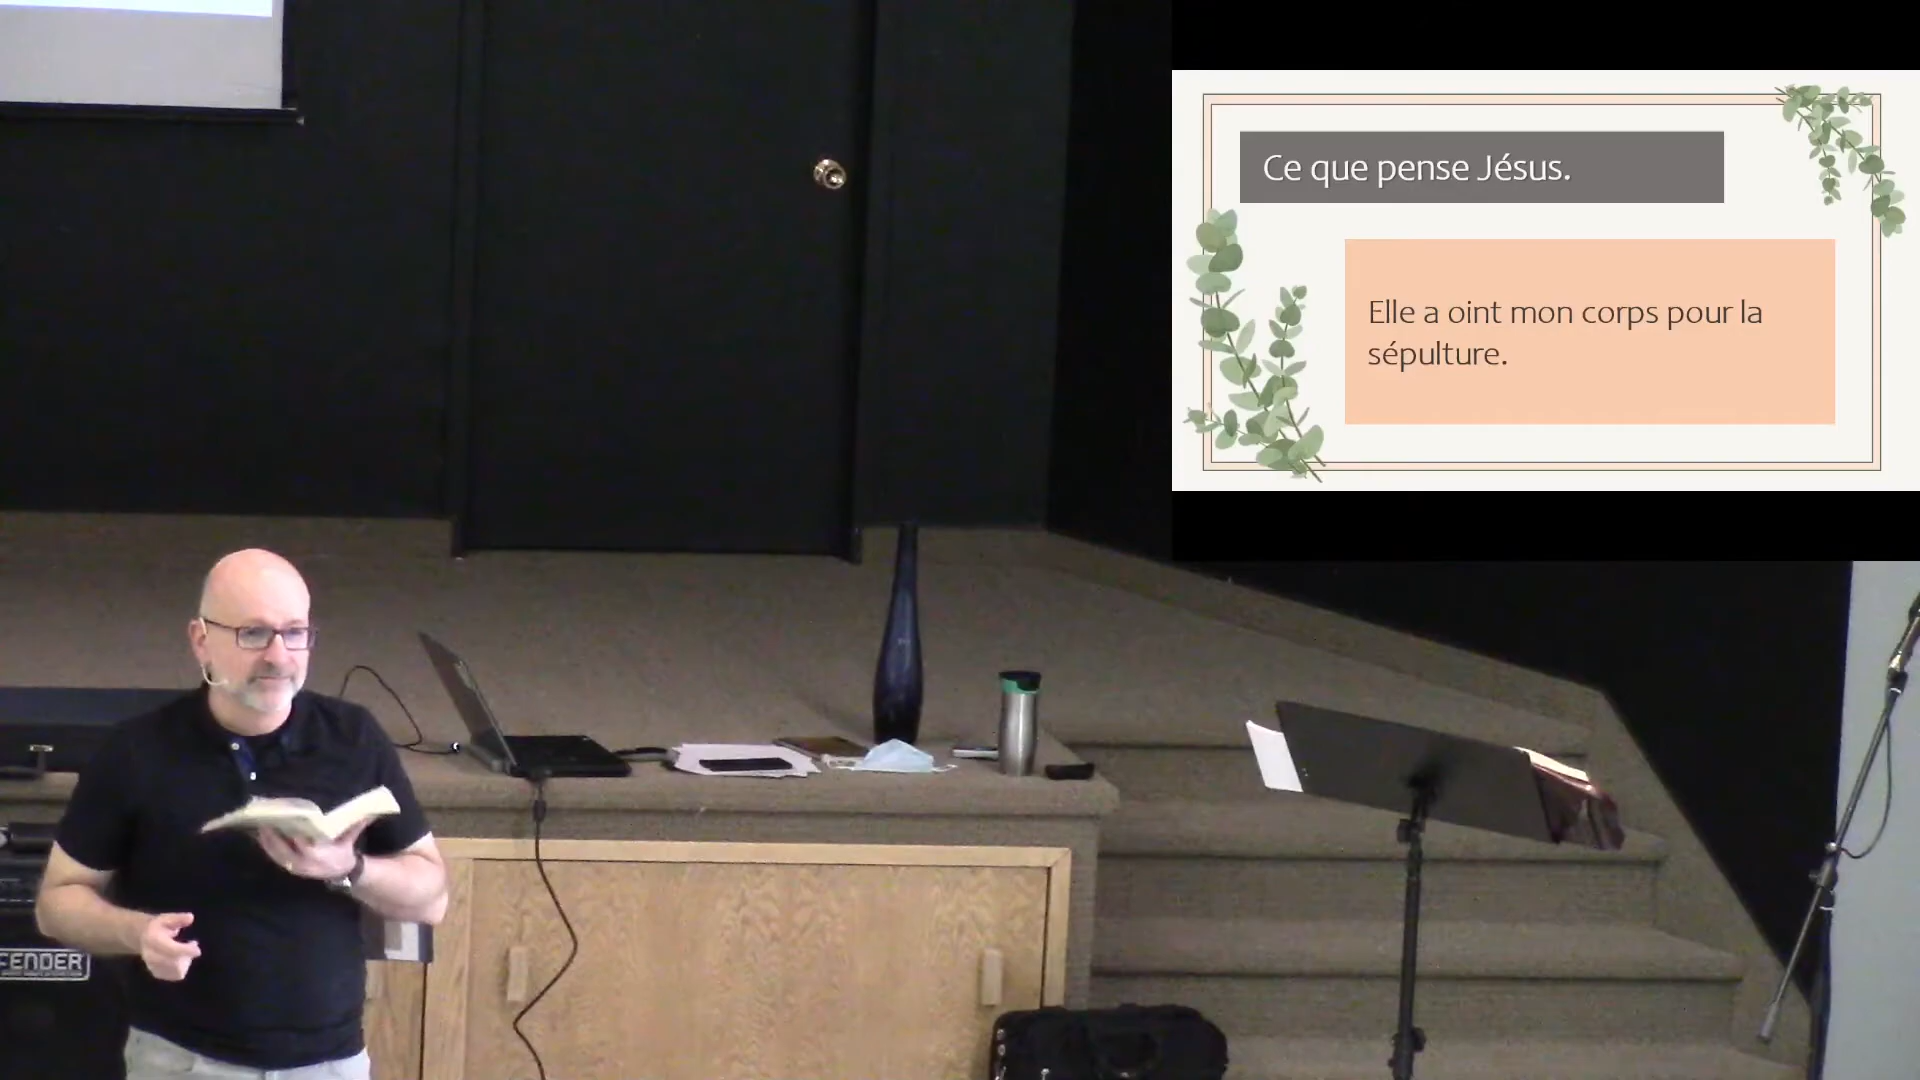 Ce que pense Jésus.
Elle a oint mon corps pour la
sépulture.
FENDER